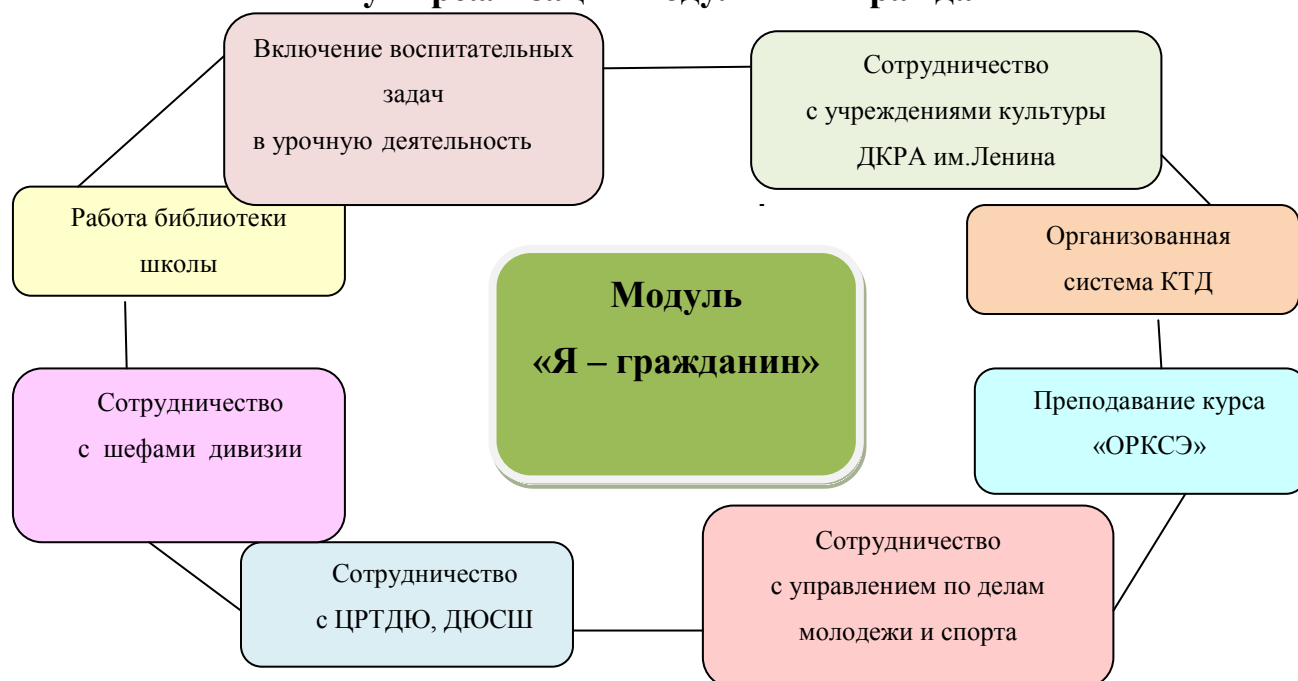 Включение воспитательных
задач
в урочную деятельность
Сотрудничество
с учреждениями культуры
ДКРА им.Ленина
Работа библиотеки
школы
Организованная
система КТД
Модуль
«Я – гражданин»
Сотрудничество
с шефами дивизии
Преподавание курса
«ОРКСЭ»
Сотрудничество
с ЦРТДЮ, ДЮСШ
Сотрудничество
с управлением по делам
молодежи и спорта